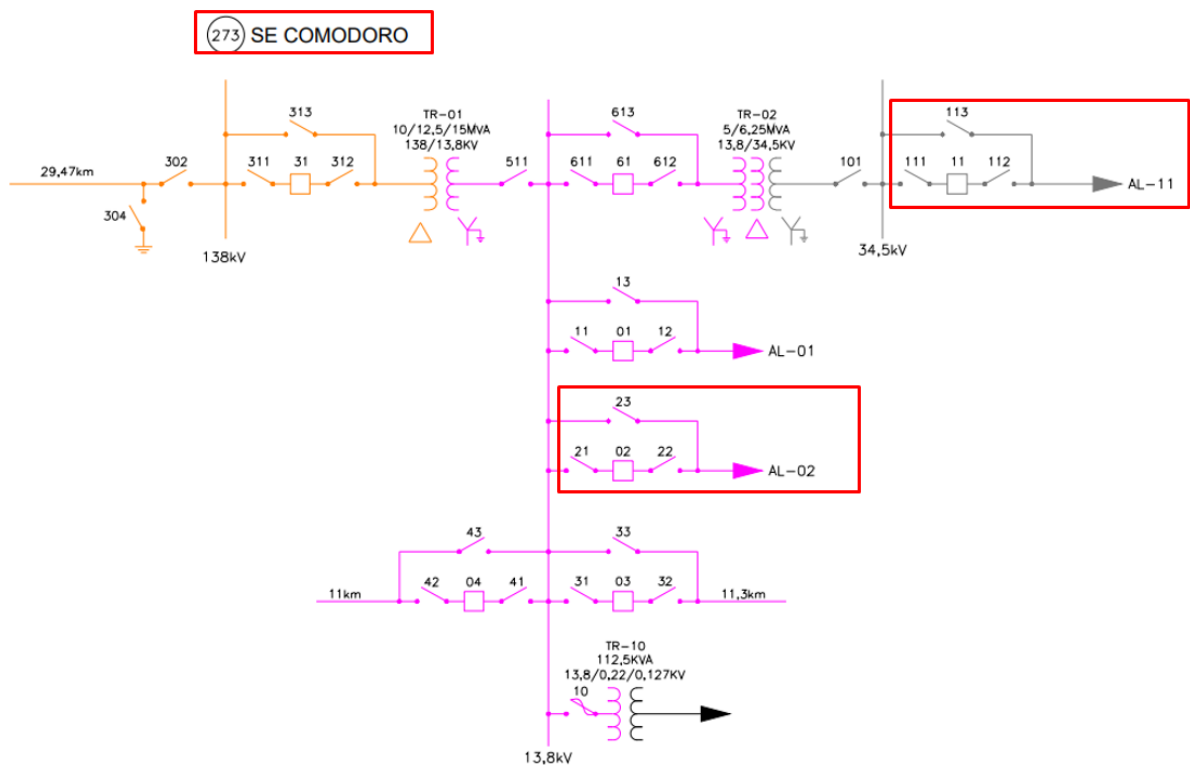 273 SE COMODORO
313
TR-01
10/12,5/15MVA
138/13,8KV
613
TR-02
5/6,25MVA
13,8/34,5KV
113
29,47km
302
311 31 312
511
611 61 612
101
111 11 112
AL-11
304
138kV
34,5kV
13
11 01 12
AL-01
23
21 02 22
AL-02
43
33
11km
42 04 41
31 03 32
11,3km
TR-10
112,5KVA
13,8/0,22/0,127KV
10
13,8kV